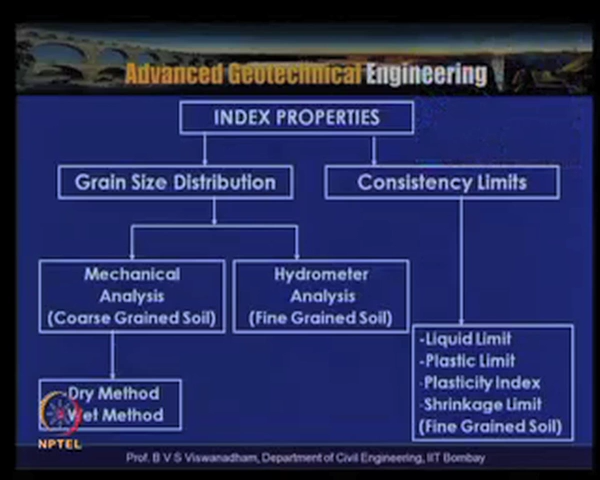 Advanced Geotechnical Engineering
INDEX PROPERTIES
Grain Size Distribution
Consistency Limits
Mechanical
Analysis
(Coarse Grained Soil)
Hydrometer
Analysis
(Fine Grained Soil)
-Liquid Limit
-Plastic Limit
-Plasticity Index
-Shrinkage Limit
(Fine Grained Soil)
Dry Method
Wet Method
NPTEL
Prof. B V S Viswanadham, Department of Civil Engineering, IIT Bombay